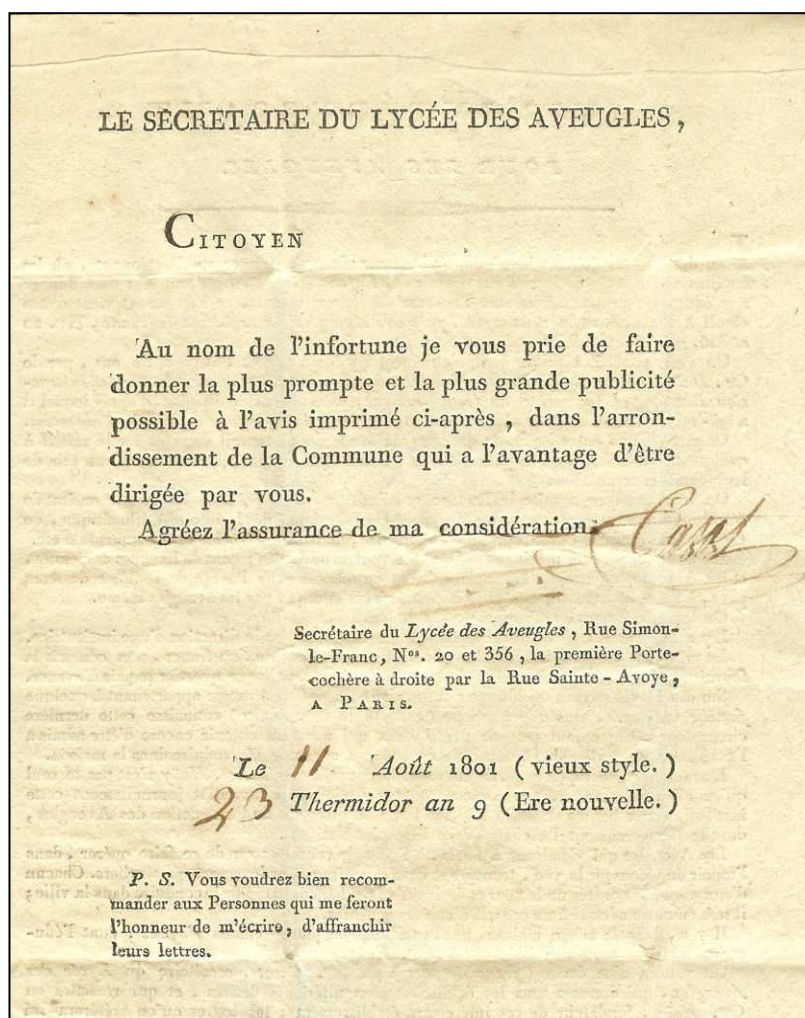 LE SECRETAIRE DU LYCÉE DES AVEUGLES,
CITOYEN
Au nom de l'infortune je vous prie de faire
donner la plus prompte et la plus grande publicité
possible à l'avis imprimé ci-après, dans l'arron-
dissement de la Commune qui a l'avantage d'être
dirigée par vous.
Agréez l'assurance de ma considération.
Secrétaire du Lycée des Aveugles, Rue Simon-
le-Franc, Nos. 20 et 356, la première Porte-
cochère à droite par la Rue Sainte-Avoye,
A PARIS.
Le 11 Août 1801 (vieux style.)
23 Thermidor an 9 (Ere nouvelle.)
P. S. Vous voudrez bien recom-
mander aux Personnes qui me feront
l'honneur de m'écrire, d'affranchir
leurs lettres.